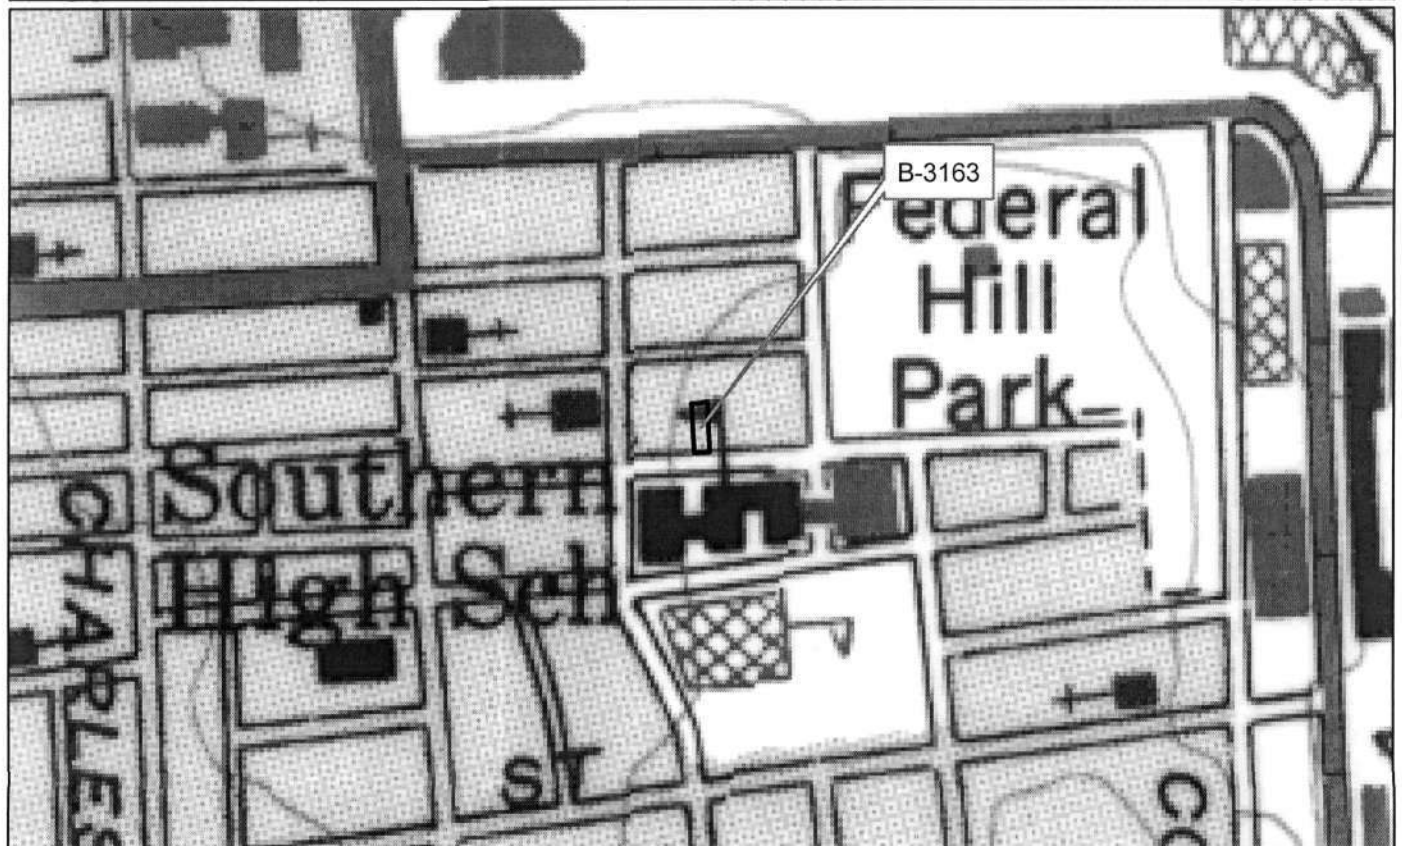 B-3163
Federal
Hill
Park
Southern
High Sch
CHARLES
ST
CO